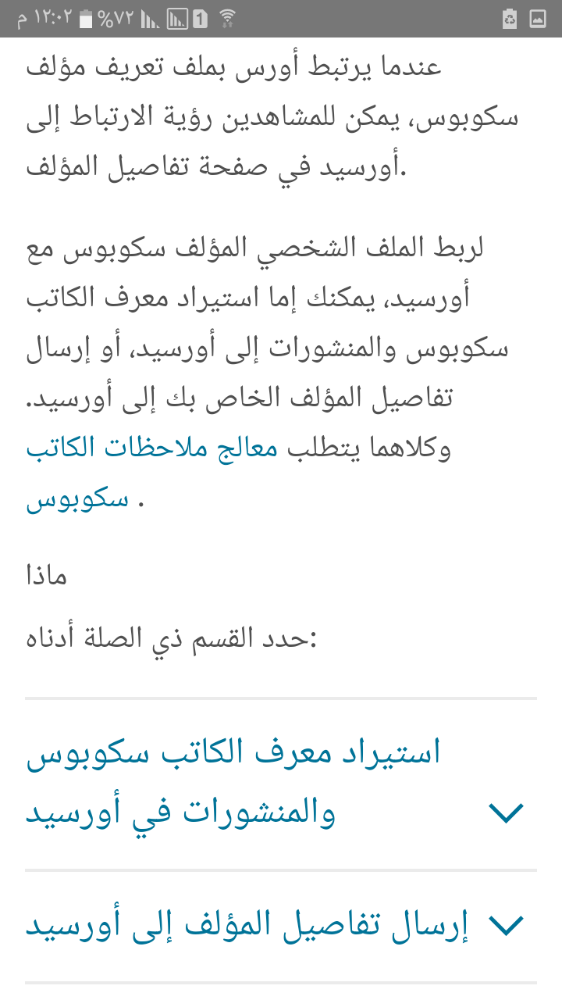 ١٢:٠٢ م
%٧٢
1
عندما يرتبط أورس بملف تعريف مؤلف
سكوبوس، يمكن للمشاهدين رؤية الارتباط إلى
أورسيد في صفحة تفاصيل المؤلف.
لربط الملف الشخصي المؤلف سكوبوس مع
أورسيد، يمكنك إما استيراد معرف الكاتب
سكوبوس والمنشورات إلى أورسيد، أو إرسال
تفاصيل المؤلف الخاص بك إلى أورسيد.
وكلاهما يتطلب معالج ملاحظات الكاتب
سكوبوس .
ماذا
حدد القسم ذي الصلة أدناه:
استيراد معرف الكاتب سكوبوس
والمنشورات في أورسيد
إرسال تفاصيل المؤلف إلى أورسيد